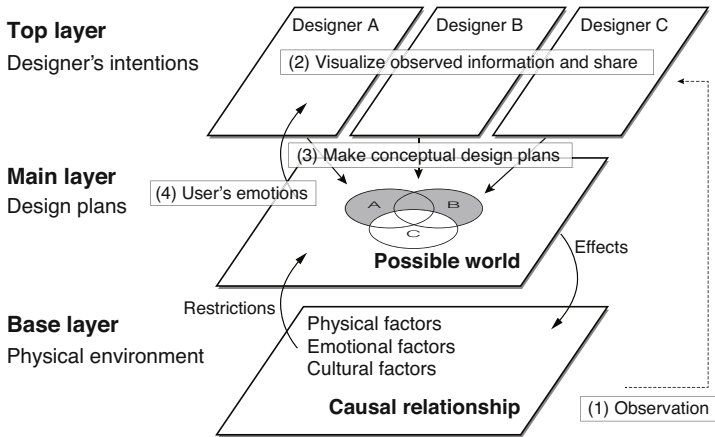 Top layer
Designer's intentions
Designer A
Designer B
Designer C
(2) Visualize observed information and share
(3) Make conceptual design plans
Main layer
Design plans
(4) User's emotions
A
B
C
Possible world
Effects
Restrictions
Base layer
Physical environment
Physical factors
Emotional factors
Cultural factors
Causal relationship
(1) Observation